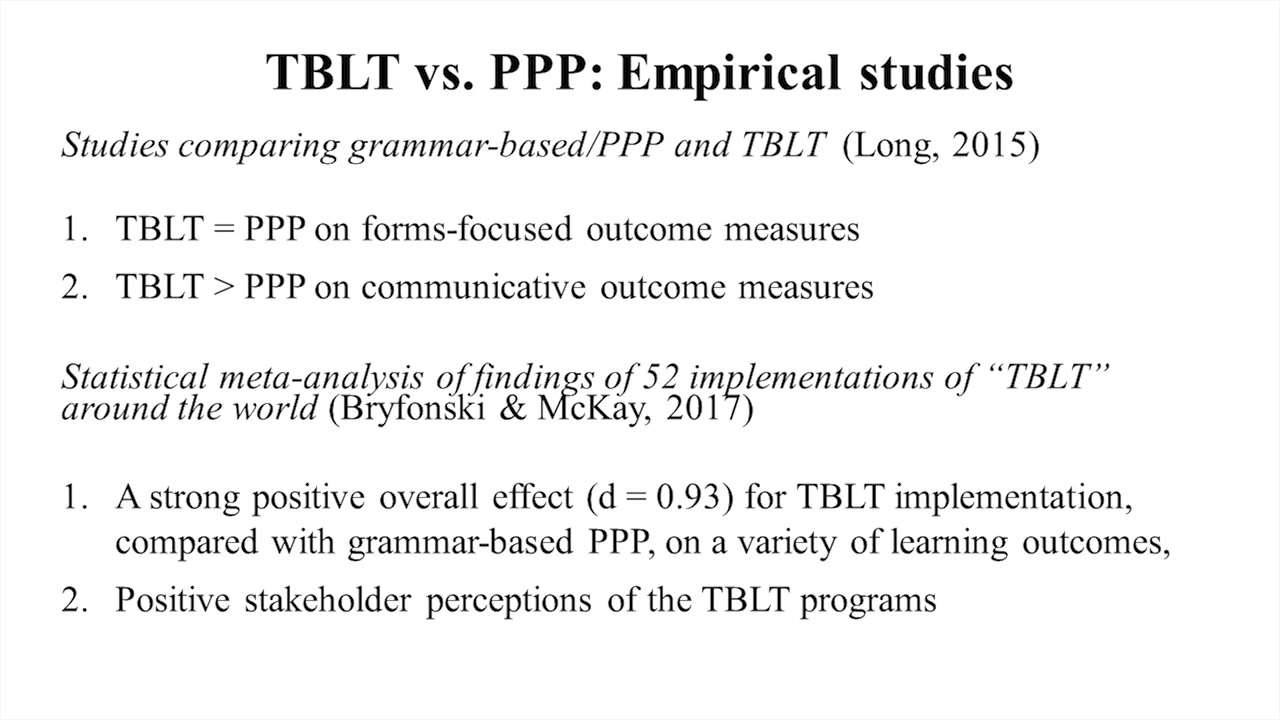 TBLT vs. PPP: Empirical studies
Studies comparing grammar-based/PPP and TBLT (Long, 2015)
1. TBLT = PPP on forms-focused outcome measures
2. TBLT > PPP on communicative outcome measures
Statistical meta-analysis of findings of 52 implementations of “TBLT”
around the world (Bryfonski & McKay, 2017)
1. A strong positive overall effect (d = 0.93) for TBLT implementation,
compared with grammar-based PPP, on a variety of learning outcomes,
2. Positive stakeholder perceptions of the TBLT programs